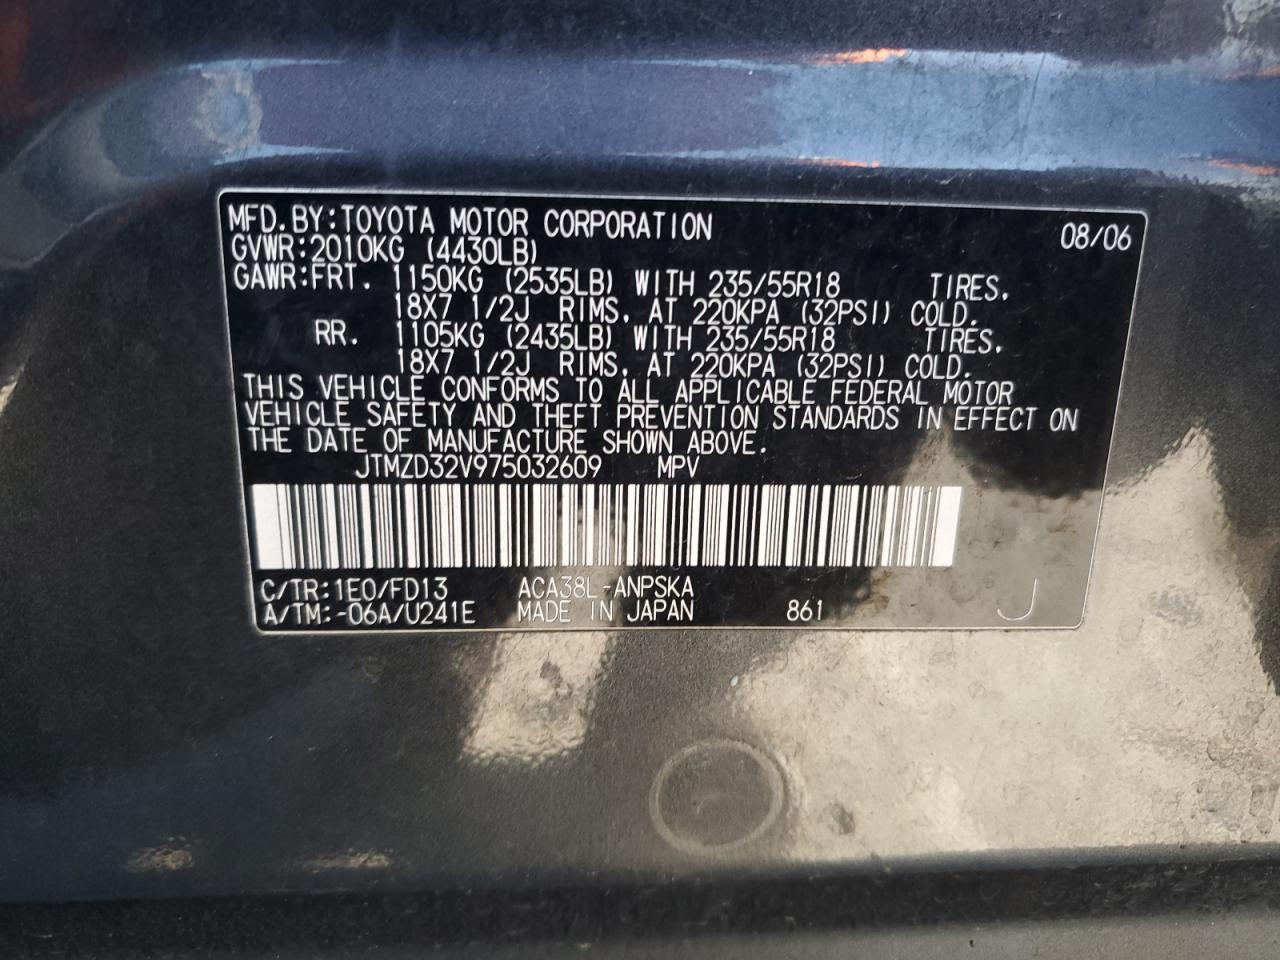 MFD.BY:TOYOTA MOTOR CORPORATION 08/06
GVWR:2010KG (4430LB)
GAWR:FRT. 1150KG (2535LB) WITH 235/55R18 TIRES,
18X7 1/2J RIMS, AT 220KPA (32PSI) COLD.
RR. 1105KG (2435LB) WITH 235/55R18 TIRES,
18X7 1/2J RIMS, AT 220KPA (32PSI) COLD.
THIS VEHICLE CONFORMS TO ALL APPLICABLE FEDERAL MOTOR
VEHICLE SAFETY AND THEFT PREVENTION STANDARDS IN EFFECT ON
THE DATE OF MANUFACTURE SHOWN ABOVE.
JTMZD32V975032609 MPV
C/TR:1E0/FD13 ACA38L-ANPSKA
A/TM:-06A/U241E MADE IN JAPAN 861 J